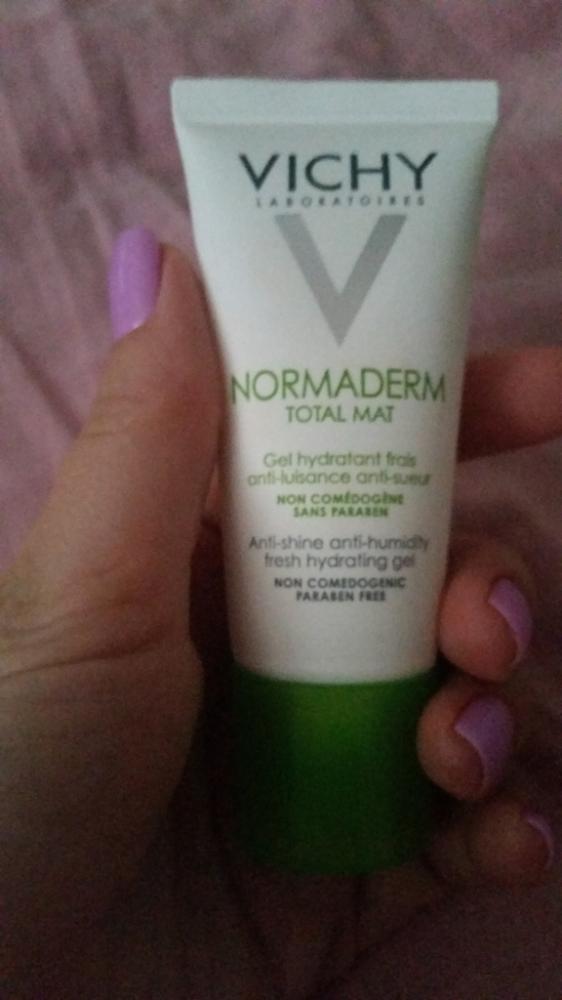 VICHY
LABORATOIRES
V
NORMADERM
TOTAL MAT
Gel hydratant frais
anti-luisance anti-sueur
NON COMÉDOGÈNE
SANS PARABEN
Anti-shine anti-humidity
fresh hydrating gel
NON COMEDOGENIC
PARABEN FREE